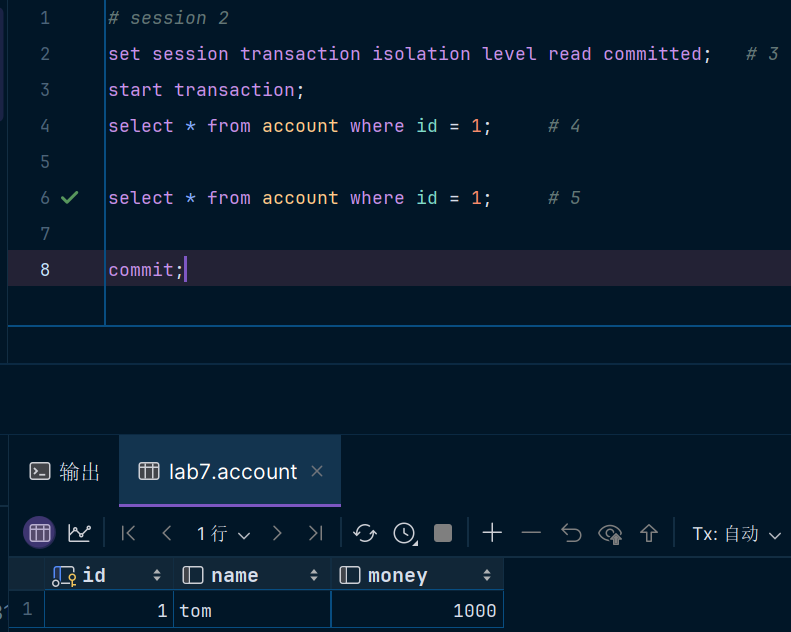 1 # session 2
2 set session transaction isolation level read committed; # 3
3 start transaction;
4 select * from account where id = 1; # 4
5
6 select * from account where id = 1; # 5
7
8 commit;
输出 lab7.account ×
1 行 Tx: 自动
id name money
1 1 tom 1000